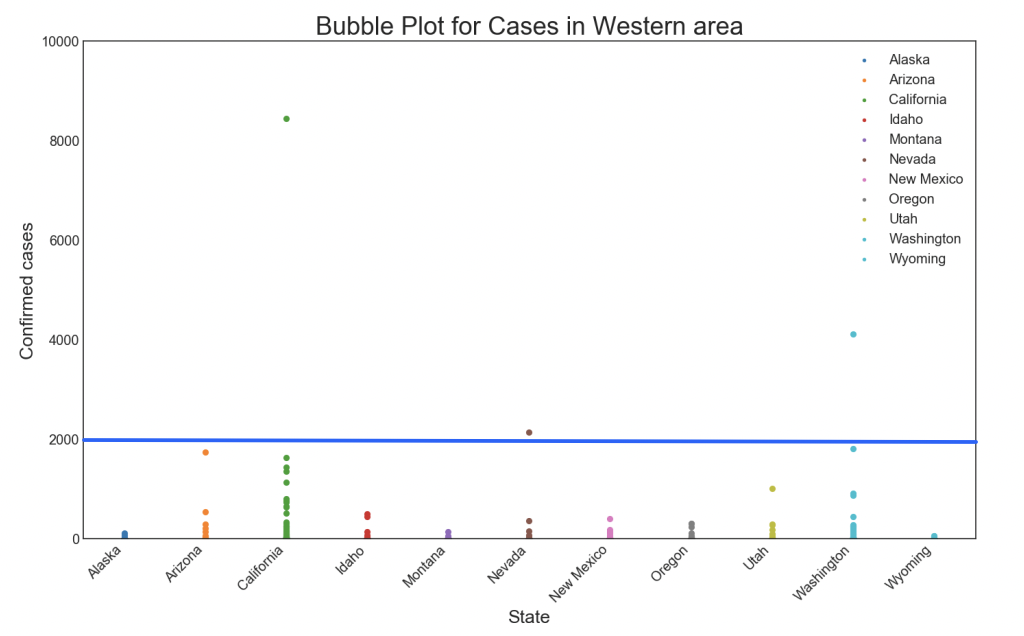 Bubble Plot for Cases in Western area
10000
8000
6000
4000
2000
0
Confirmed cases
Alaska
Arizona
California
Idaho
Montana
Nevada
New Mexico
Oregon
Utah
Washington
Wyoming
Alaska
Arizona
California
Idaho
Montana
Nevada
New Mexico
Oregon
Utah
Washington
Wyoming
State